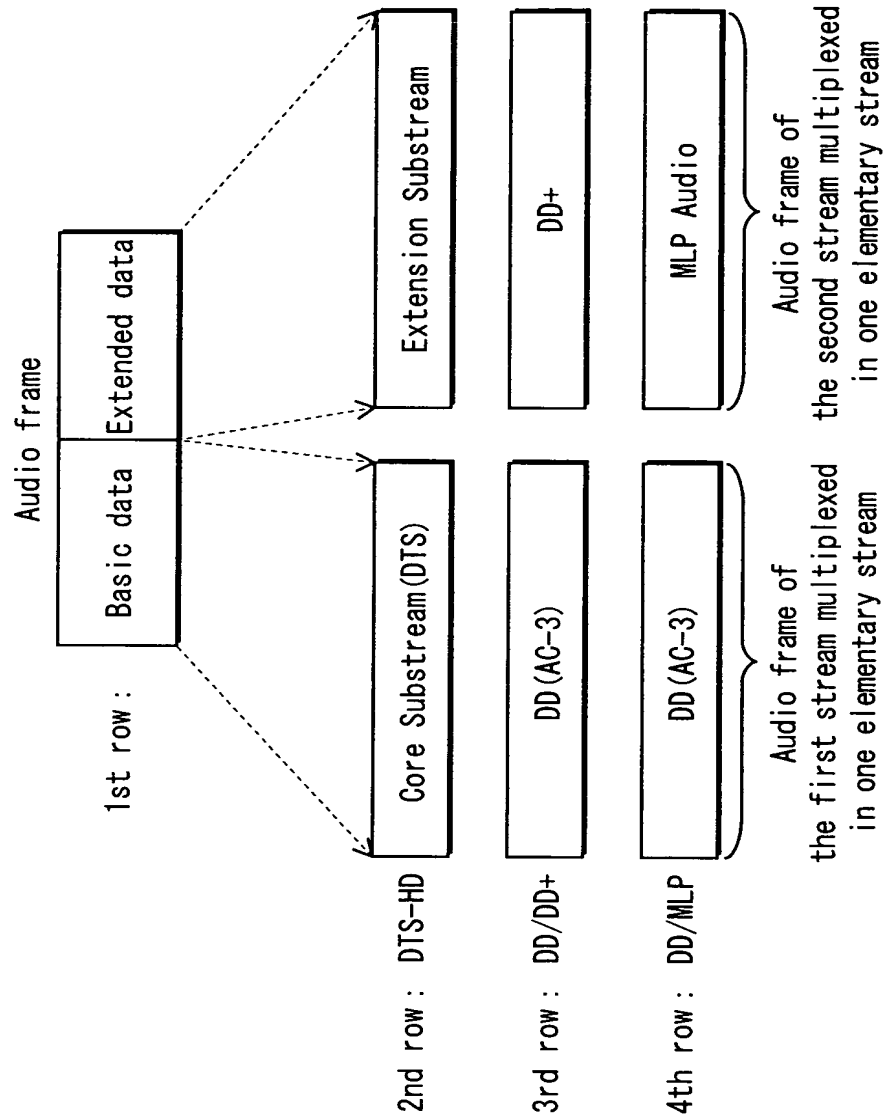 Audio frame
1st row : Basic data Extended data
2nd row : DTS-HD Core Substream(DTS) Extension Substream
3rd row : DD/DD+ DD(AC-3) DD+
4th row : DD/MLP DD(AC-3) MLP Audio
Audio frame of
the first stream multiplexed
in one elementary stream
Audio frame of
the second stream multiplexed
in one elementary stream